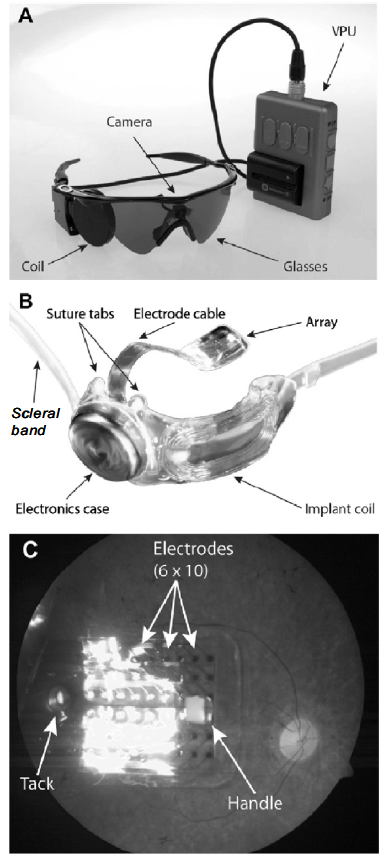 A
VPU
Camera
Coil
Glasses
B
Suture tabs
Electrode cable
Array
Scleral
band
Electronics case
Implant coil
C
Electrodes
(6 x 10)
Tack
Handle